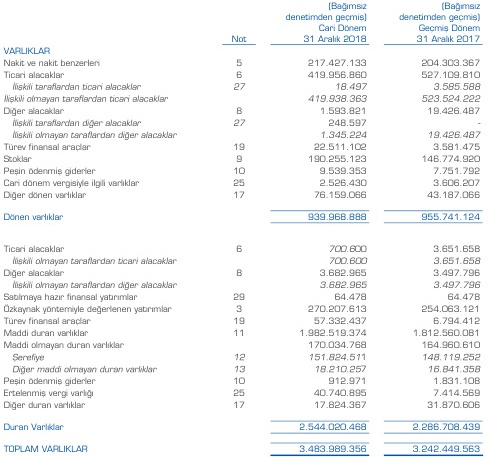 (Bağımsız (Bağımsız
denetimden geçmiş) denetimden geçmiş)
Cari Dönem Geçmiş Dönem
Not 31 Aralık 2018 31 Aralık 2017
VARLIKLAR
Nakit ve nakit benzerleri 5 217.427.133 204.303.367
Ticari alacaklar 6 419.956.860 527.109.810
İlişkili taraflardan ticari alacaklar 27 18.497 3.585.588
İlişkili olmayan taraflardan ticari alacaklar 419.938.363 523.524.222
Diğer alacaklar 8 1.593.821 19.426.487
İlişkili taraflardan diğer alacaklar 27 248.597 -
İlişkili olmayan taraflardan diğer alacaklar 1.345.224 19.426.487
Türev finansal araçlar 19 22.511.102 3.581.475
Stoklar 9 190.255.123 146.774.920
Peşin ödenmiş giderler 10 9.539.353 7.751.792
Cari dönem vergisiyle ilgili varlıklar 25 2.526.430 3.606.207
Diğer dönen varlıklar 17 76.159.066 43.187.066
Dönen varlıklar 939.968.888 955.741.124
Ticari alacaklar 6 700.600 3.651.658
İlişkili olmayan taraflardan ticari alacaklar 700.600 3.651.658
Diğer alacaklar 8 3.682.965 3.497.796
İlişkili olmayan taraflardan diğer alacaklar 3.682.965 3.497.796
Satılmaya hazır finansal yatırımlar 29 64.478 64.478
Özkaynak yöntemiyle değerlenen yatırımlar 3 270.207.613 254.063.121
Türev finansal araçlar 19 57.332.437 6.794.412
Maddi duran varlıklar 11 1.982.519.374 1.812.560.081
Maddi olmayan duran varlıklar 170.034.768 164.960.610
Şerefiye 12 151.824.511 148.119.252
Diğer maddi olmayan duran varlıklar 13 18.210.257 16.841.358
Peşin ödenmiş giderler 10 912.971 1.831.108
Ertelenmiş vergi varlığı 25 40.740.895 7.414.569
Diğer duran varlıklar 17 17.824.367 31.870.606
Duran Varlıklar 2.544.020.468 2.286.708.439
TOPLAM VARLIKLAR 3.483.989.356 3.242.449.563